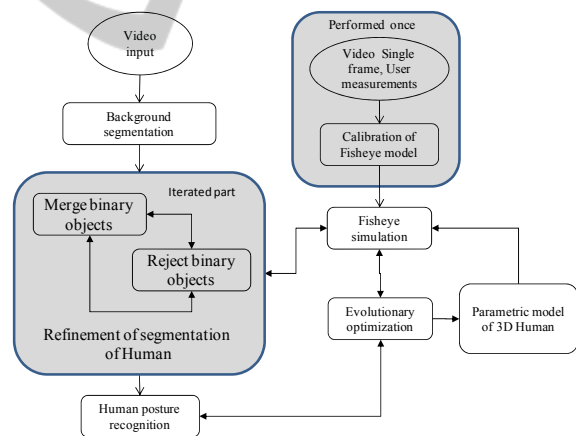 Video
input
Background
segmentation
Iterated part
Merge binary
objects
Reject binary
objects
Refinement of segmentation
of Human
Human posture
recognition
Performed once
Video Single
frame, User
measurements
Calibration of
Fisheye model
Fisheye
simulation
Evolutionary
optimization
Parametric model
of 3D Human